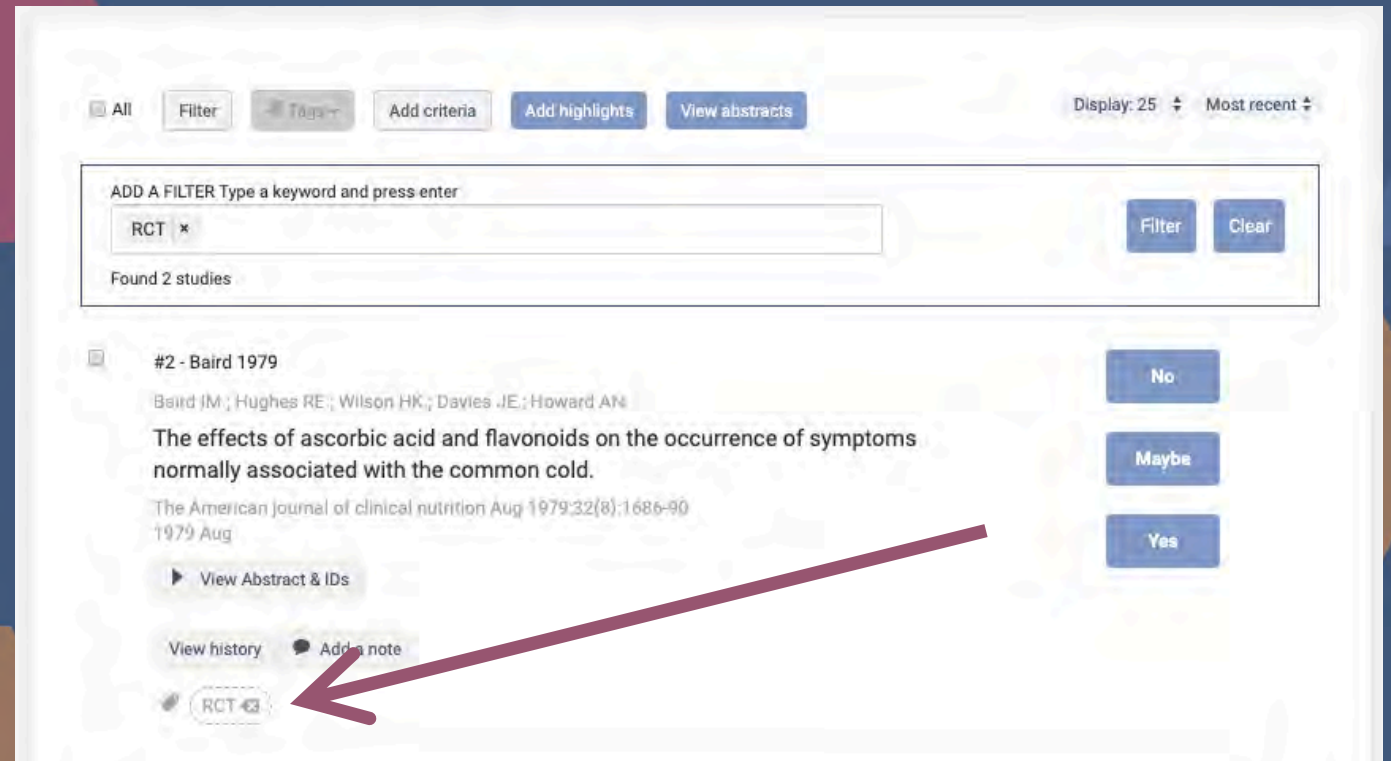 All Filter Tags Add criteria Add highlights View abstracts Display: 25 Most recent
ADD A FILTER Type a keyword and press enter
RCT ×
Filter Clear
Found 2 studies
#2 - Baird 1979
No
Baird IM.; Hughes RE.; Wilson HK.; Davies JE.; Howard AN.
The effects of ascorbic acid and flavonoids on the occurrence of symptoms
normally associated with the common cold.
Maybe
The American journal of clinical nutrition Aug 1979;32(8):1686-90
1979 Aug
Yes
View Abstract & IDs
View history Add a note
RCT